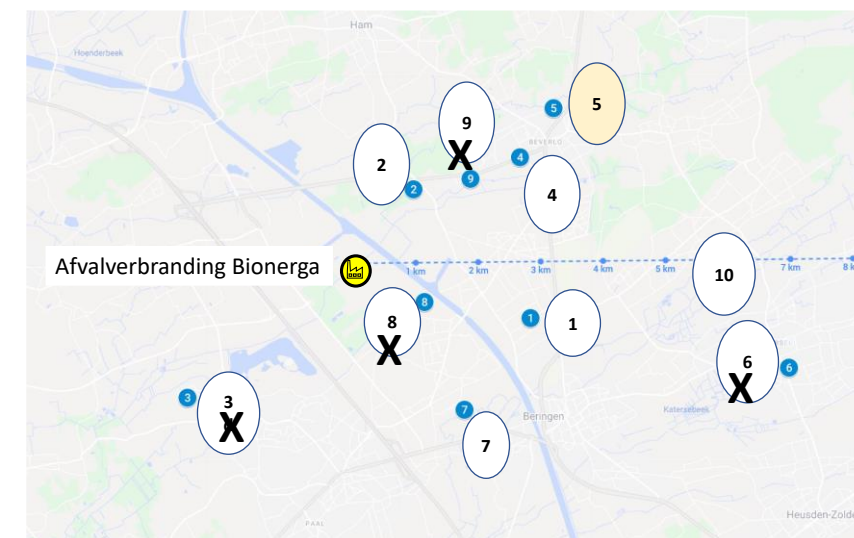 Ham
Hoenderbeek
5
5
9
X
BEVERLO
4
2
9
2
4
Afvalverbranding Bionerga
1 km
2 km
3 km
4 km
5 km
7 km
10
8
8
X
1
1
6
X
6
3
3
X
7
7
Beringen
PAAL
Heusden-Zolde